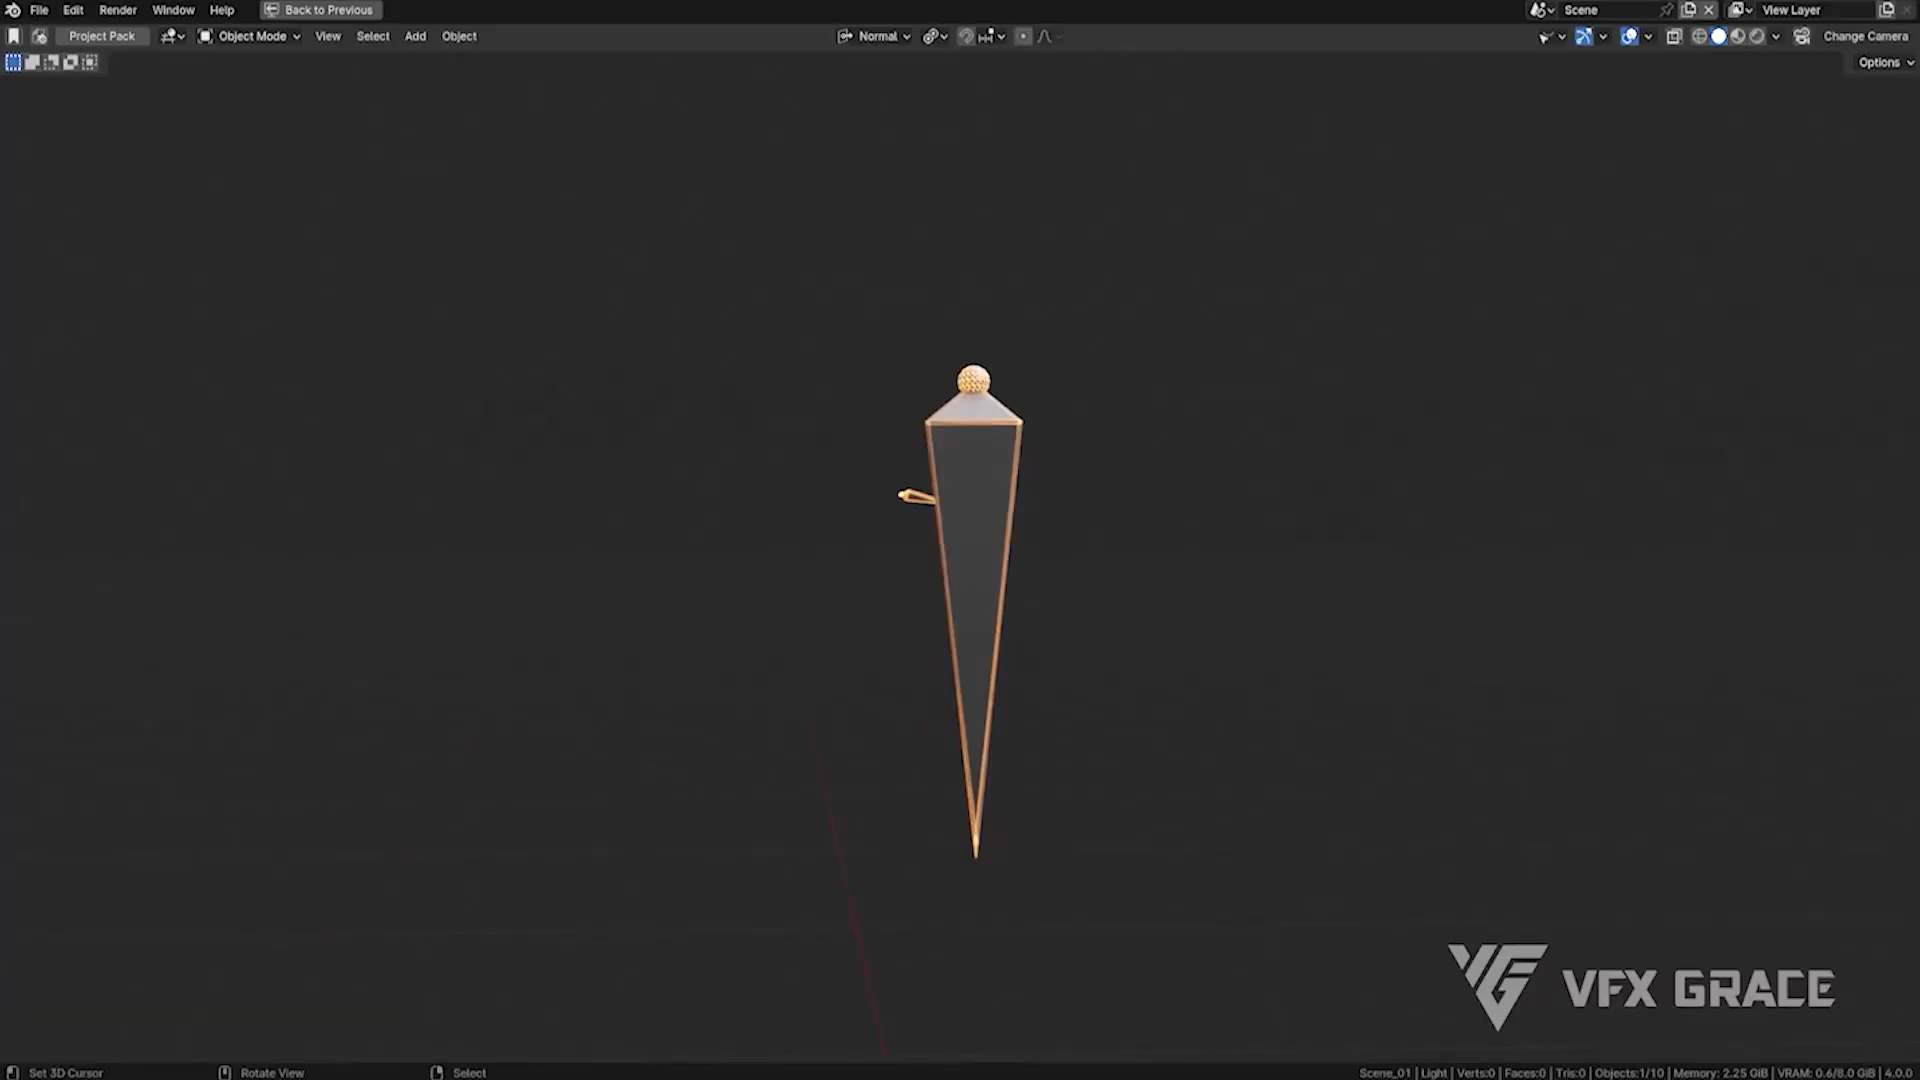 File Edit Render Window Help Back to Previous Scene View Layer
Project Pack Object Mode View Select Add Object Normal Change Camera
Options
VFX GRACE
Set 3D Cursor Rotate View Select Scene_01 | Light | Verts:0 | Faces:0 | Tris:0 | Objects:1/10 | Memory: 2.25 GiB | VRAM: 0.6/8.0 GiB | 4.0.0